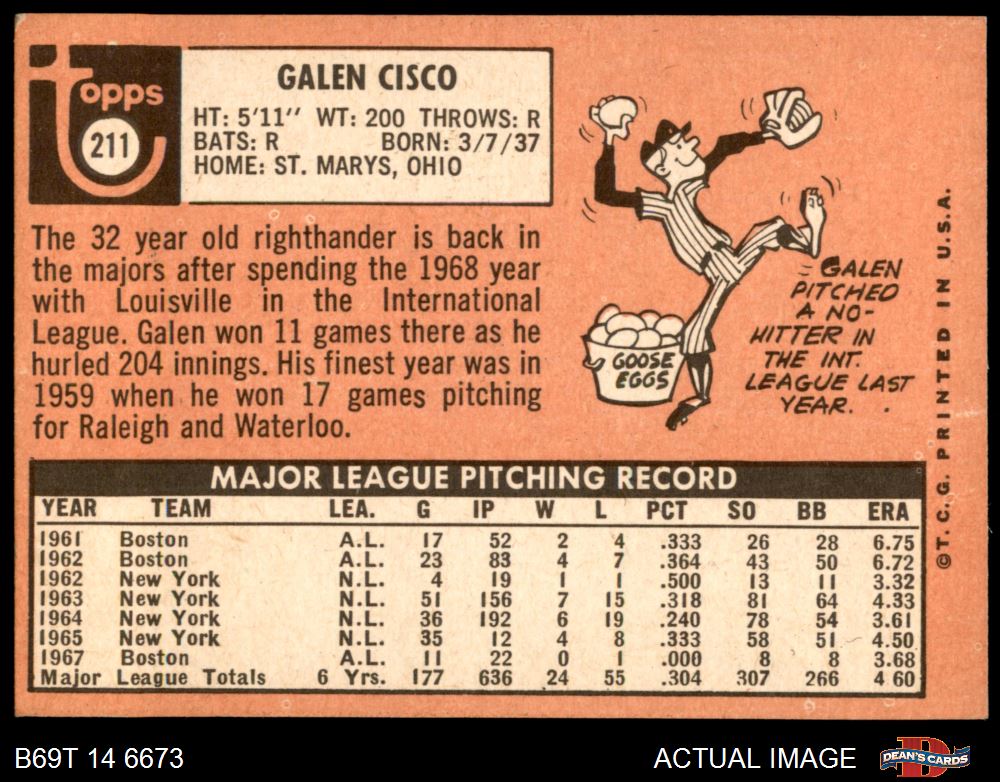 Topps
211
GALEN CISCO
HT: 5'11" WT: 200 THROWS: R
BATS: R BORN: 3/7/37
HOME: ST. MARYS, OHIO
The 32 year old righthander is back in
the majors after spending the 1968 year
with Louisville in the International
League. Galen won 11 games there as he
hurled 204 innings. His finest year was in
1959 when he won 17 games pitching
for Raleigh and Waterloo.
GOOSE
EGGS
GALEN
PITCHED
A NO-
HITTER IN
THE INT.
LEAGUE LAST
YEAR.
MAJOR LEAGUE PITCHING RECORD
YEAR TEAM LEA. G IP W L PCT SO BB ERA
1961 Boston A.L. 17 52 2 4 .333 26 28 6.75
1962 Boston A.L. 23 83 4 7 .364 43 50 6.72
1962 New York N.L. 4 19 1 1 .500 13 11 3.32
1963 New York N.L. 51 156 7 15 .318 81 64 4.33
1964 New York N.L. 36 192 6 19 .240 78 54 3.61
1965 New York N.L. 35 12 4 8 .333 58 51 4.50
1967 Boston A.L. 11 22 0 1 .000 8 8 3.68
Major League Totals 6 Yrs. 177 636 24 55 .304 307 266 4 60
©T. C. G. PRINTED IN U.S.A.
B69T 14 6673
ACTUAL IMAGE
DEAN'S CARDS